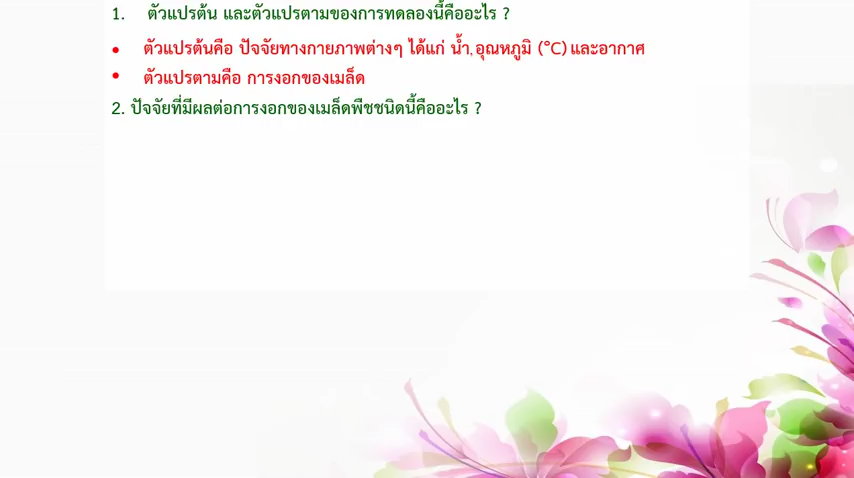 1. ตัวแปรต้น และตัวแปรตามของการทดลองนี้คืออะไร ?
• ตัวแปรต้นคือ ปัจจัยทางกายภาพต่างๆ ได้แก่ น้ำ, อุณหภูมิ (°C) และอากาศ
• ตัวแปรตามคือ การงอกของเมล็ด
2. ปัจจัยที่มีผลต่อการงอกของเมล็ดพืชชนิดนี้คืออะไร ?